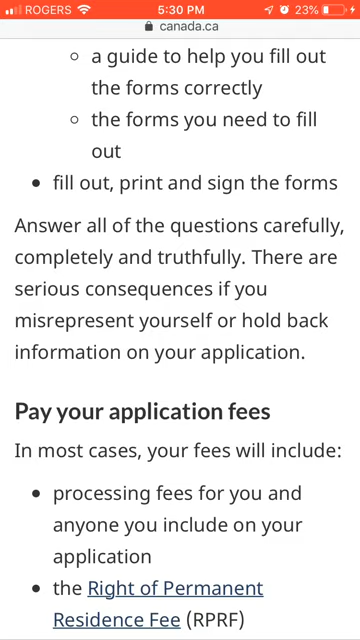 ROGERS 5:30 PM 23%
canada.ca
a guide to help you fill out
the forms correctly
the forms you need to fill
out
fill out, print and sign the forms
Answer all of the questions carefully,
completely and truthfully. There are
serious consequences if you
misrepresent yourself or hold back
information on your application.
Pay your application fees
In most cases, your fees will include:
processing fees for you and
anyone you include on your
application
the Right of Permanent
Residence Fee (RPRF)